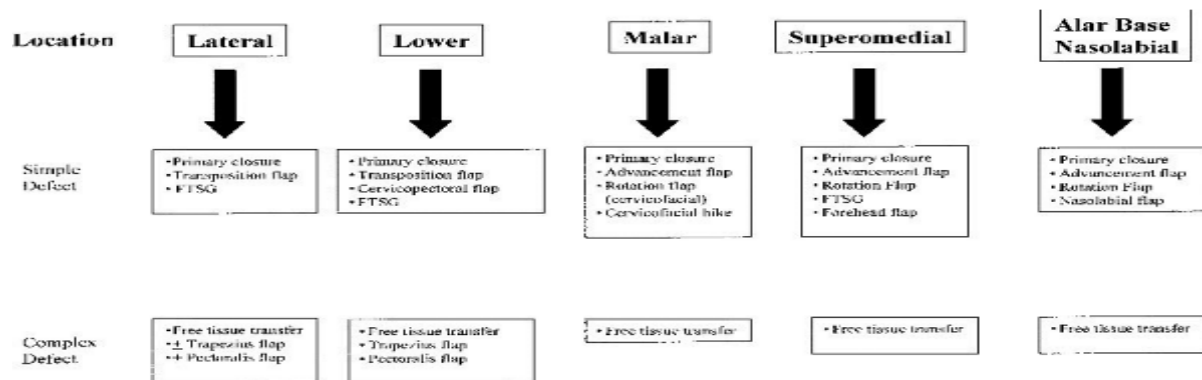 Location
Lateral
Lower
Malar
Superomedial
Alar Base
Nasolabial
Simple
Defect
• Primary closure
• Transposition flap
• FTSG
• Primary closure
• Transposition flap
• Cervicopectoral flap
• FTSG
• Primary closure
• Advancement flap
• Rotation flap
(cervicofacial)
• Cervicofacial hike
• Primary closure
• Advancement flap
• Rotation Flap
• FTSG
• Forehead flap
• Primary closure
• Advancement flap
• Rotation Flap
• Nasolabial flap
Complex
Defect
• Free tissue transfer
• ± Trapezius flap
• + Pectoralis flap
• Free tissue transfer
• Trapezius flap
• Pectoralis flap
• Free tissue transfer
• Free tissue transfer
• Free tissue transfer